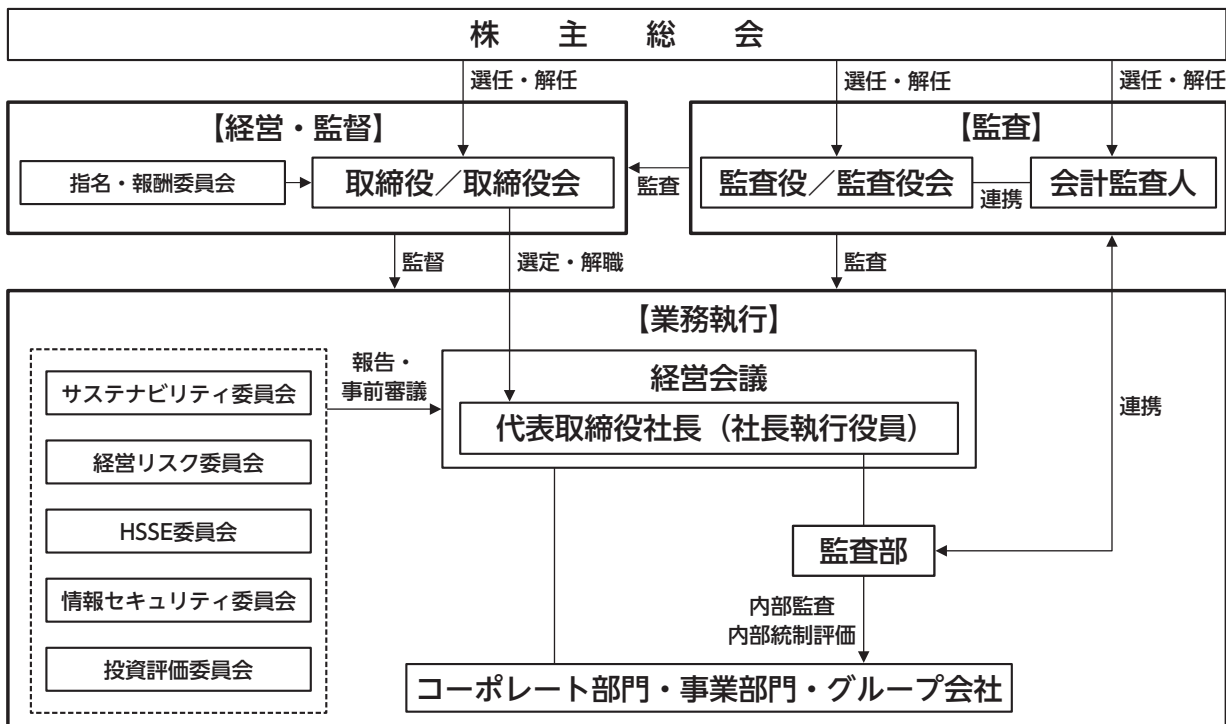 株 主 総 会
選任・解任
選任・解任
選任・解任
【経営・監督】
指名・報酬委員会
取締役／取締役会
監査
【監査】
監査役／監査役会
連携
会計監査人
監督
選定・解職
監査
【業務執行】
サステナビリティ委員会
経営リスク委員会
HSSE委員会
情報セキュリティ委員会
投資評価委員会
報告・
事前審議
経営会議
代表取締役社長（社長執行役員）
連携
監査部
内部監査
内部統制評価
コーポレート部門・事業部門・グループ会社